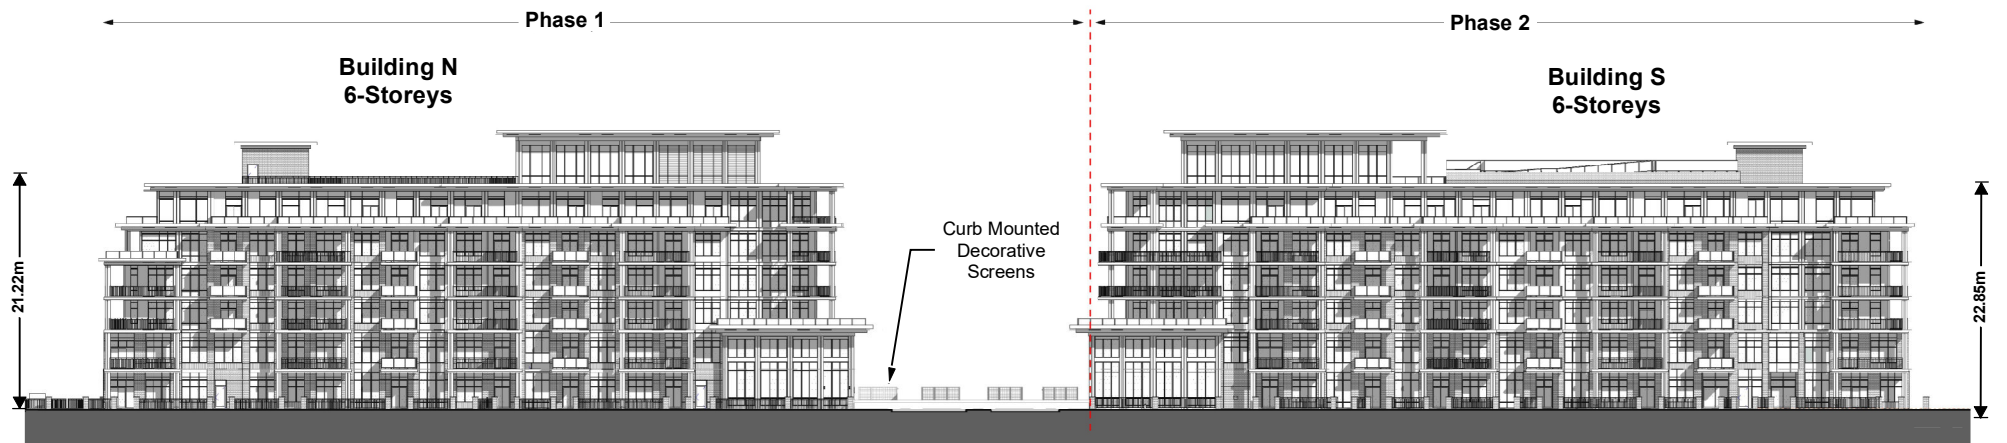 Phase 1
Phase 2
Building N
6-Storeys
Building S
6-Storeys
Curb Mounted
Decorative
Screens
21.22m
22.85m